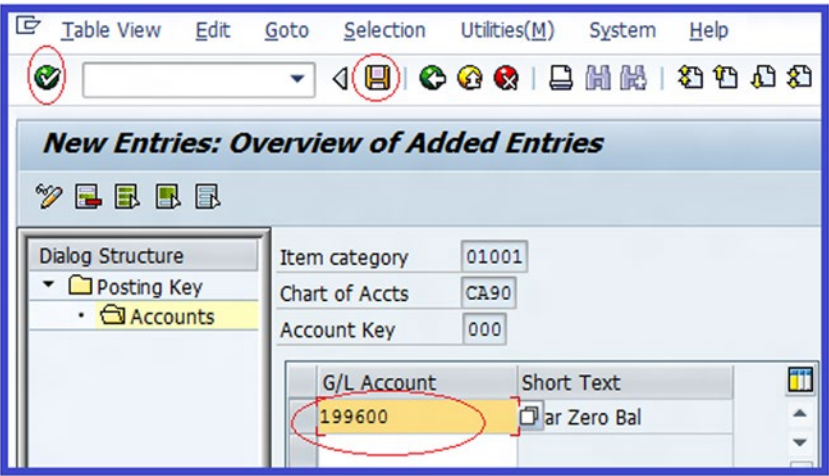 Table View Edit Goto Selection Utilities(M) System Help
New Entries: Overview of Added Entries
Dialog Structure
Posting Key
Accounts
Item category 01001
Chart of Accts CA90
Account Key 000
G/L Account Short Text
199600 ar Zero Bal